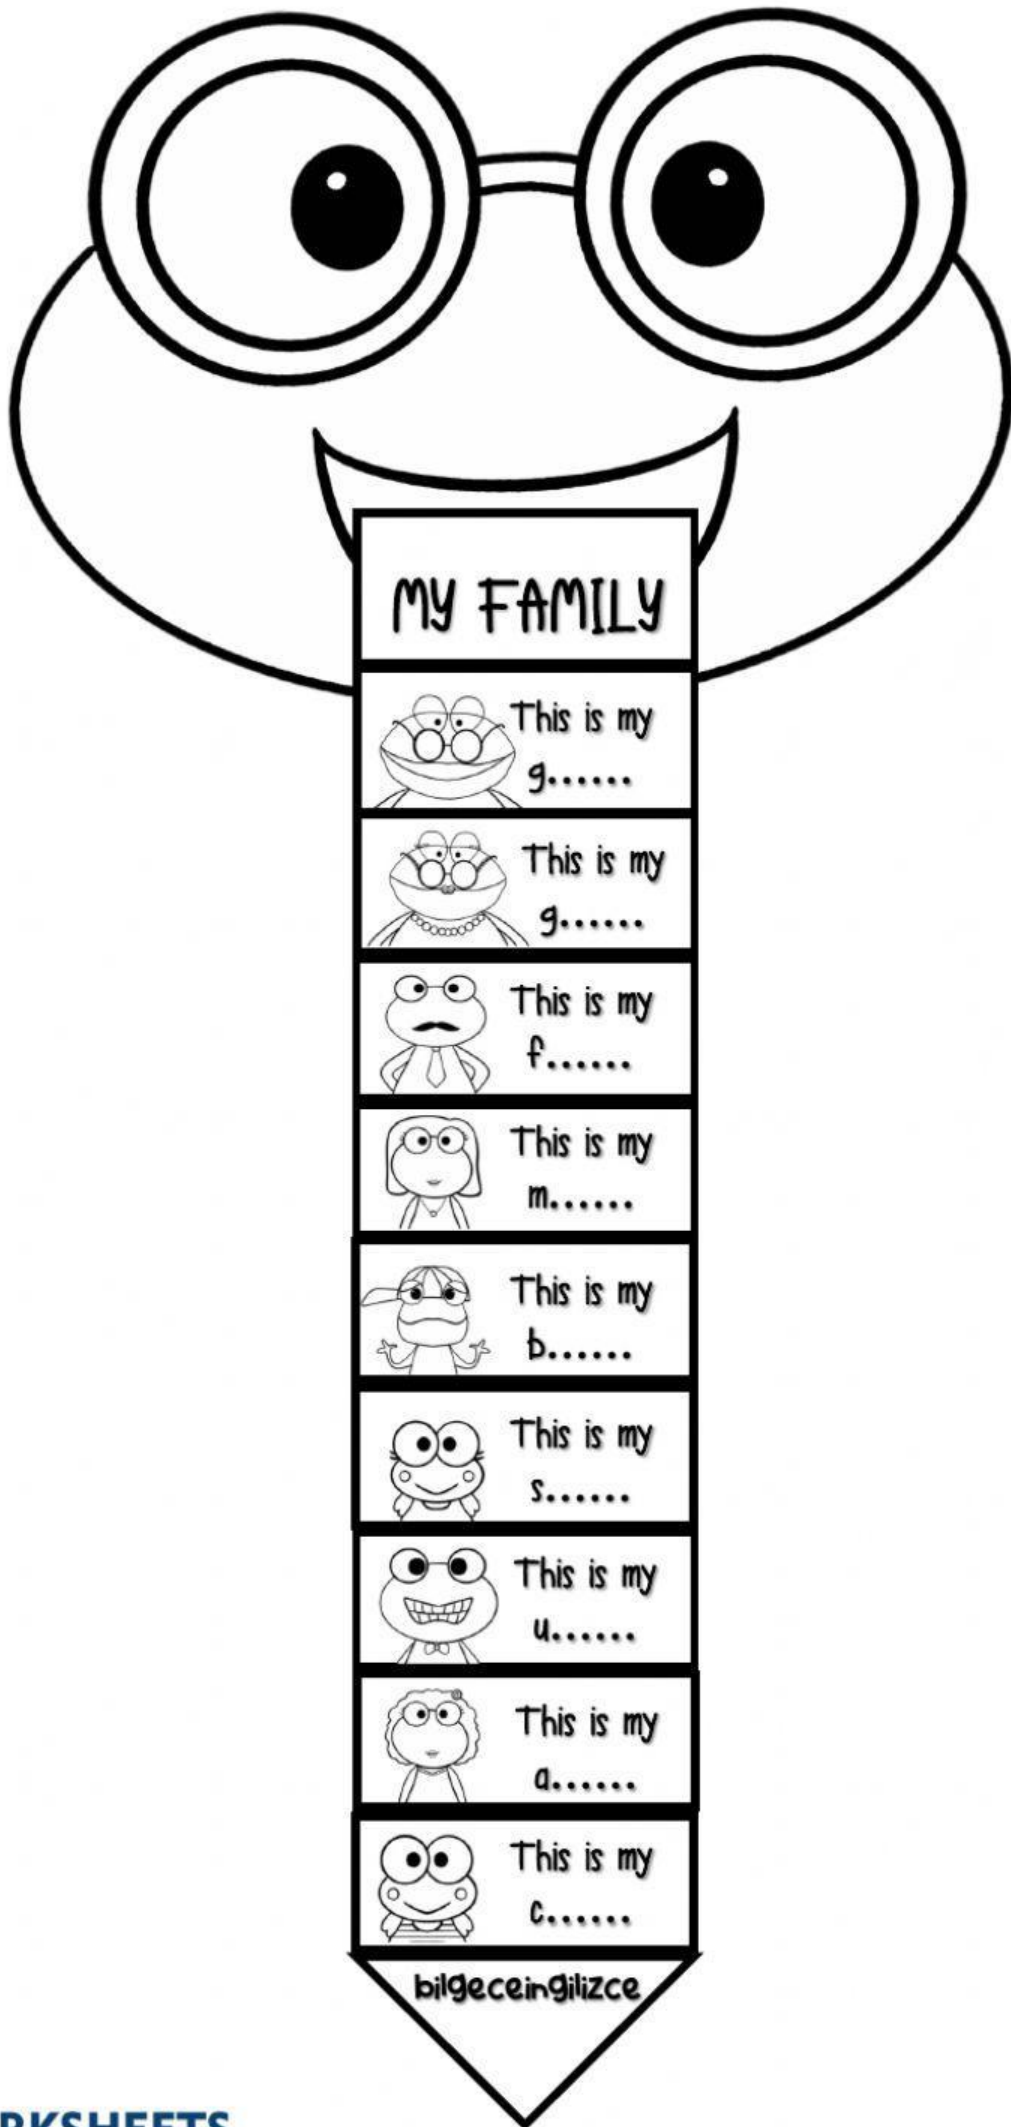 MY FAMILY
This is my
g......
This is my
g......
This is my
f......
This is my
m......
This is my
b......
This is my
s......
This is my
u......
This is my
a......
This is my
c......
bilgeceingilizce